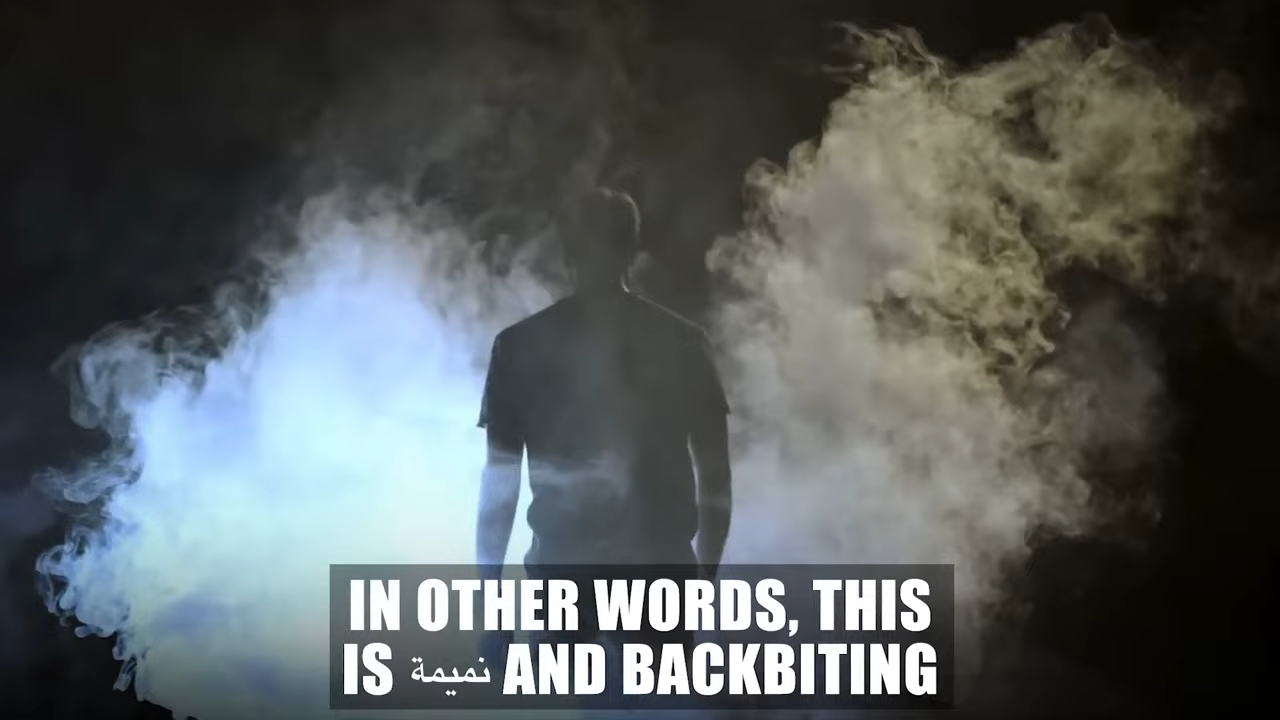 IN OTHER WORDS, THIS
IS نميمة AND BACKBITING